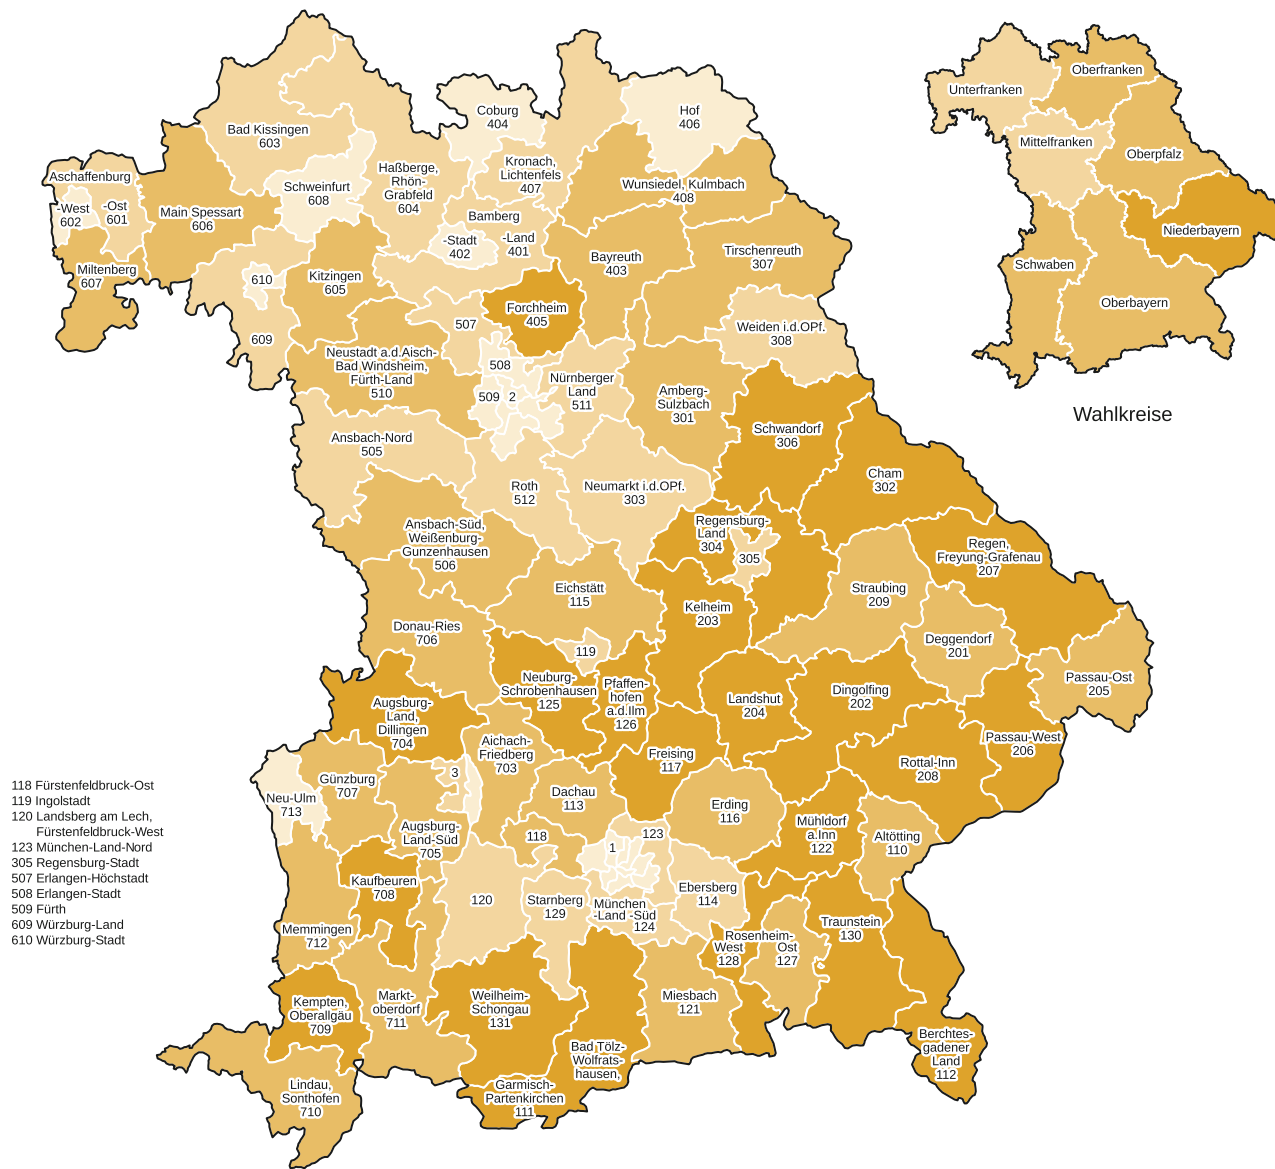 Coburg
404
Hof
406
Bad Kissingen
603
Haßberge,
Rhön-
Grabfeld
604
Kronach,
Lichtenfels
407
Wunsiedel, Kulmbach
408
Aschaffenburg
-West
602
-Ost
601
Schweinfurt
608
Main Spessart
606
Bamberg
-Stadt
402
-Land
401
Bayreuth
403
Tirschenreuth
307
Miltenberg
607
610
Kitzingen
605
Forchheim
405
507
609
Weiden i.d.OPf.
308
Neustadt a.d.Aisch-
Bad Windsheim,
Fürth-Land
510
508
509
2
Nürnberger
Land
511
Amberg-
Sulzbach
301
Schwandorf
306
Ansbach-Nord
505
Cham
302
Roth
512
Neumarkt i.d.OPf.
303
Ansbach-Süd,
Weißenburg-
Gunzenhausen
506
Regensburg-
Land
304
305
Regen,
Freyung-Grafenau
207
Eichstätt
115
Kelheim
203
Straubing
209
Donau-Ries
706
119
Deggendorf
201
Neuburg-
Schrobenhausen
125
Pfaffen-
hofen
a.d.Ilm
126
Landshut
204
Dingolfing
202
Passau-Ost
205
Augsburg-
Land,
Dillingen
704
Aichach-
Friedberg
703
Freising
117
Passau-West
206
Rottal-Inn
208
Günzburg
707
3
Neu-Ulm
713
Dachau
113
Erding
116
Mühldorf
a.Inn
122
Altötting
110
Augsburg-
Land-Süd
705
118
123
1
Kaufbeuren
708
120
Starnberg
129
München
-Land -Süd
124
Ebersberg
114
Memmingen
712
Rosenheim-
West
128
Ost
127
Traunstein
130
Kempten,
Oberallgäu
709
Markt-
oberdorf
711
Weilheim-
Schongau
131
Miesbach
121
Bad Tölz-
Wolfrats-
hausen,
Garmisch-
Partenkirchen
111
Berchtes-
gadener
Land
112
Lindau,
Sonthofen
710
118 Fürstenfeldbruck-Ost
119 Ingolstadt
120 Landsberg am Lech,
Fürstenfeldbruck-West
123 München-Land-Nord
305 Regensburg-Stadt
507 Erlangen-Höchstadt
508 Erlangen-Stadt
509 Fürth
609 Würzburg-Land
610 Würzburg-Stadt
Unterfranken
Oberfranken
Mittelfranken
Oberpfalz
Niederbayern
Schwaben
Oberbayern
Wahlkreise